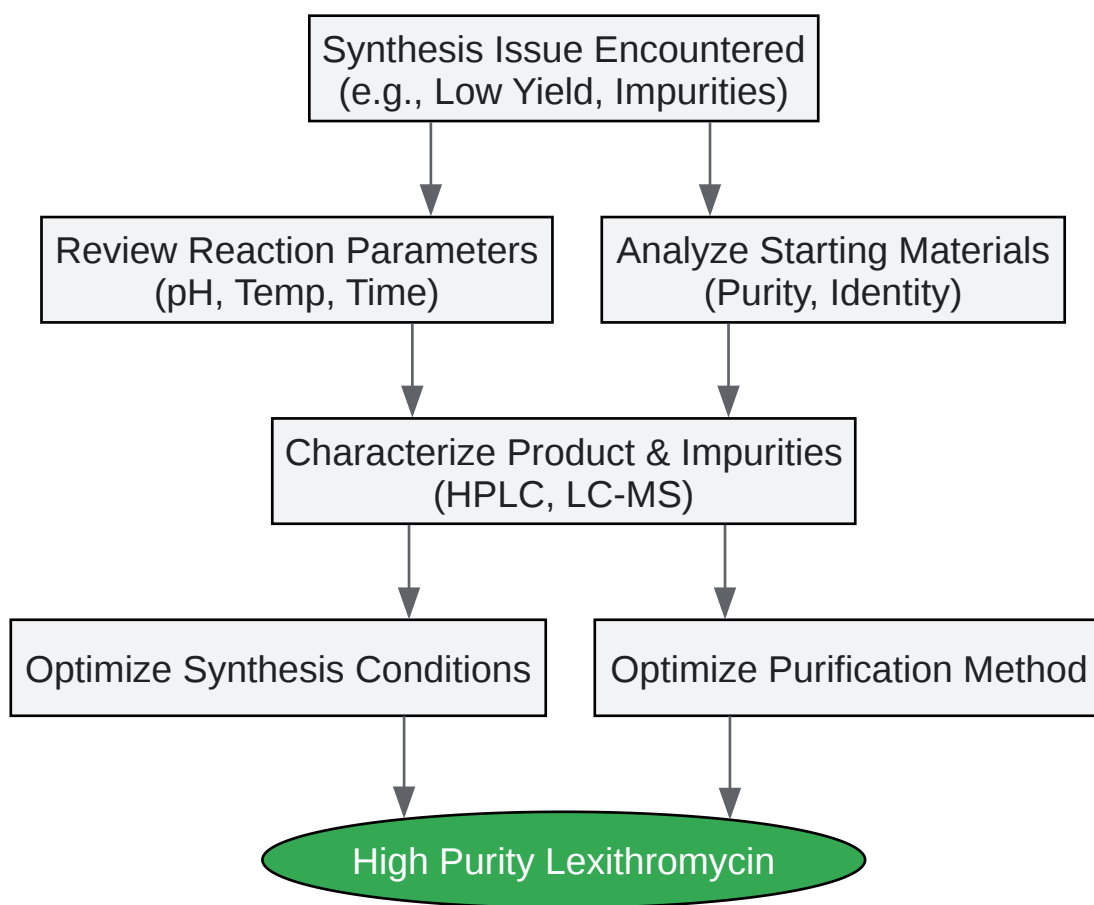 Synthesis Issue Encountered
(e.g., Low Yield, Impurities)
Review Reaction Parameters
(pH, Temp, Time)
Analyze Starting Materials
(Purity, Identity)
Characterize Product & Impurities
(HPLC, LC-MS)
Optimize Synthesis Conditions
Optimize Purification Method
High Purity Lexithromycin